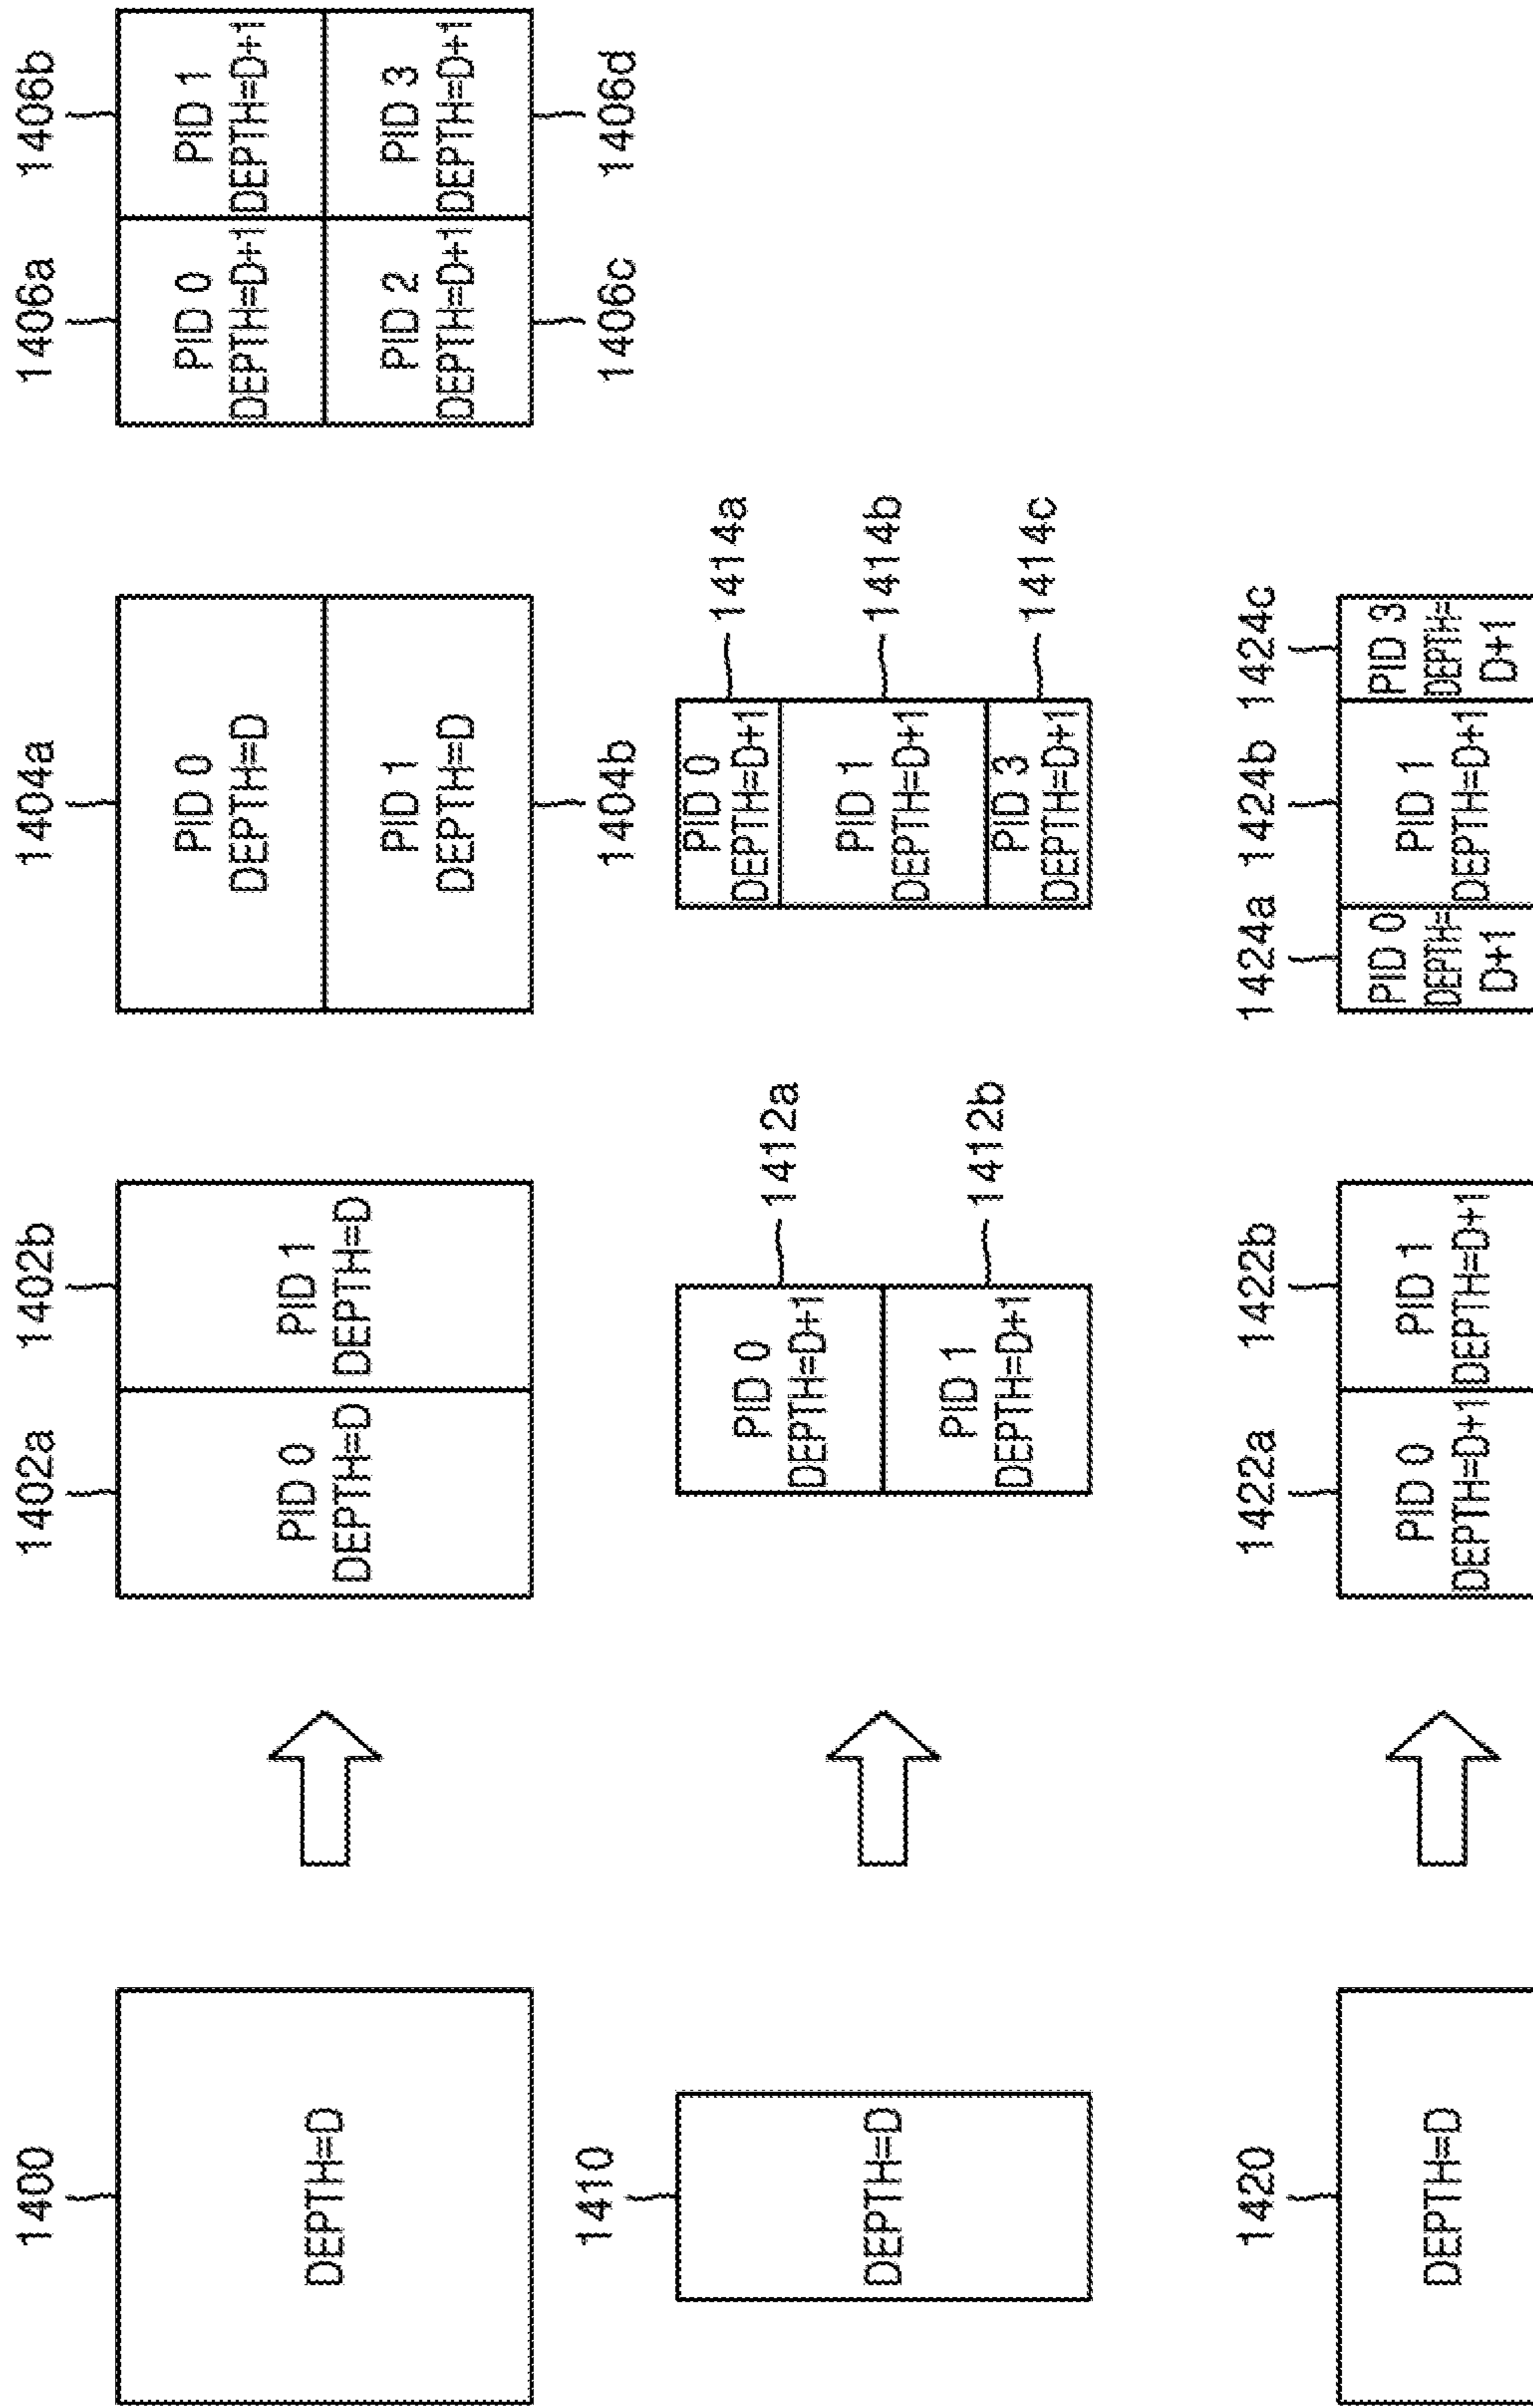 1400
DEPTH=D
1402a
1402b
PID 0
DEPTH=D
PID 1
DEPTH=D
1404a
PID 0
DEPTH=D
PID 1
DEPTH=D
1404b
1406a
1406b
PID 0
DEPTH=D+1
PID 1
DEPTH=D+1
PID 2
DEPTH=D+1
PID 3
DEPTH=D+1
1406c
1406d
1410
DEPTH=D
PID 0
DEPTH=D+1
1412a
PID 1
DEPTH=D+1
1412b
PID 0
DEPTH=D+1
1414a
PID 1
DEPTH=D+1
1414b
PID 3
DEPTH=D+1
1414c
1420
DEPTH=D
1422a
1422b
PID 0
DEPTH=D+1
PID 1
DEPTH=D+1
1424a
1424b
1424c
PID 0
DEPTH=
D+1
PID 1
DEPTH=D+1
PID 3
DEPTH=
D+1